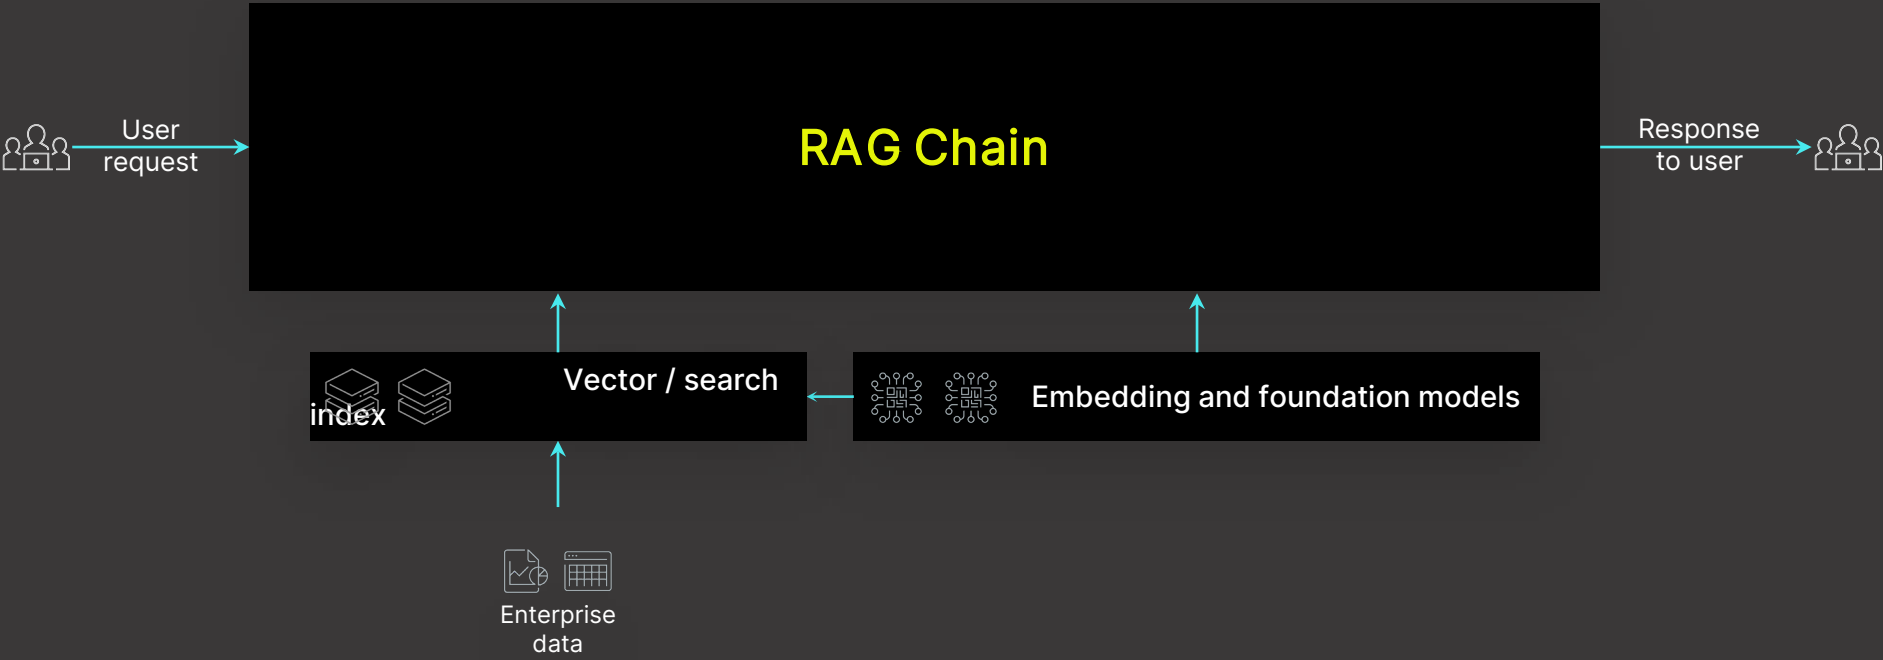 User
request
RAG Chain
Response
to user
Vector / search
index
Embedding and foundation models
Enterprise
data